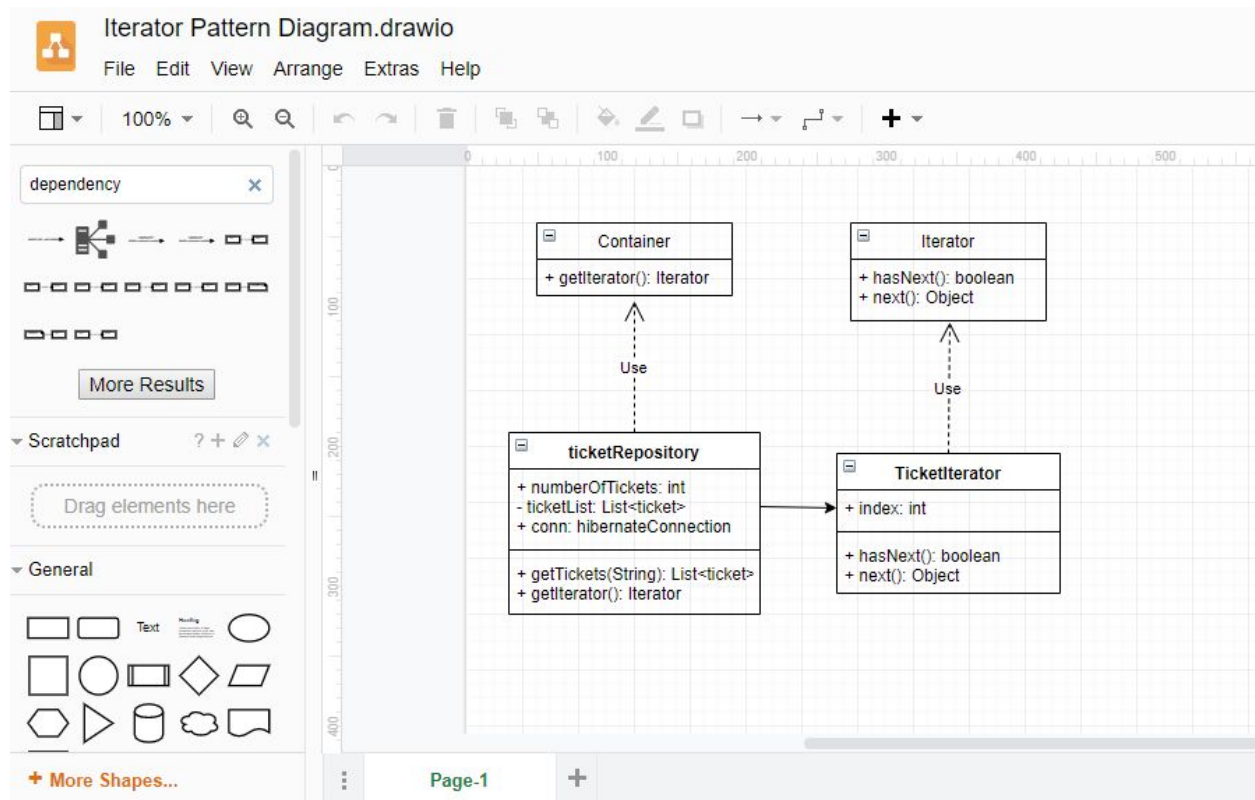 Iterator Pattern Diagram.drawio
File Edit View Arrange Extras Help
100%
dependency
More Results
Scratchpad
?
Drag elements here
General
Text
Heading
More Shapes...
0 100 200 300 400 500
0
100
200
300
400
Container
+ getIterator(): Iterator
Iterator
+ hasNext(): boolean
+ next(): Object
Use
Use
ticketRepository
+ numberOfTickets: int
- ticketList: List<ticket>
+ conn: hibernateConnection
+ getTickets(String): List<ticket>
+ getIterator(): Iterator
TicketIterator
+ index: int
+ hasNext(): boolean
+ next(): Object
Page-1